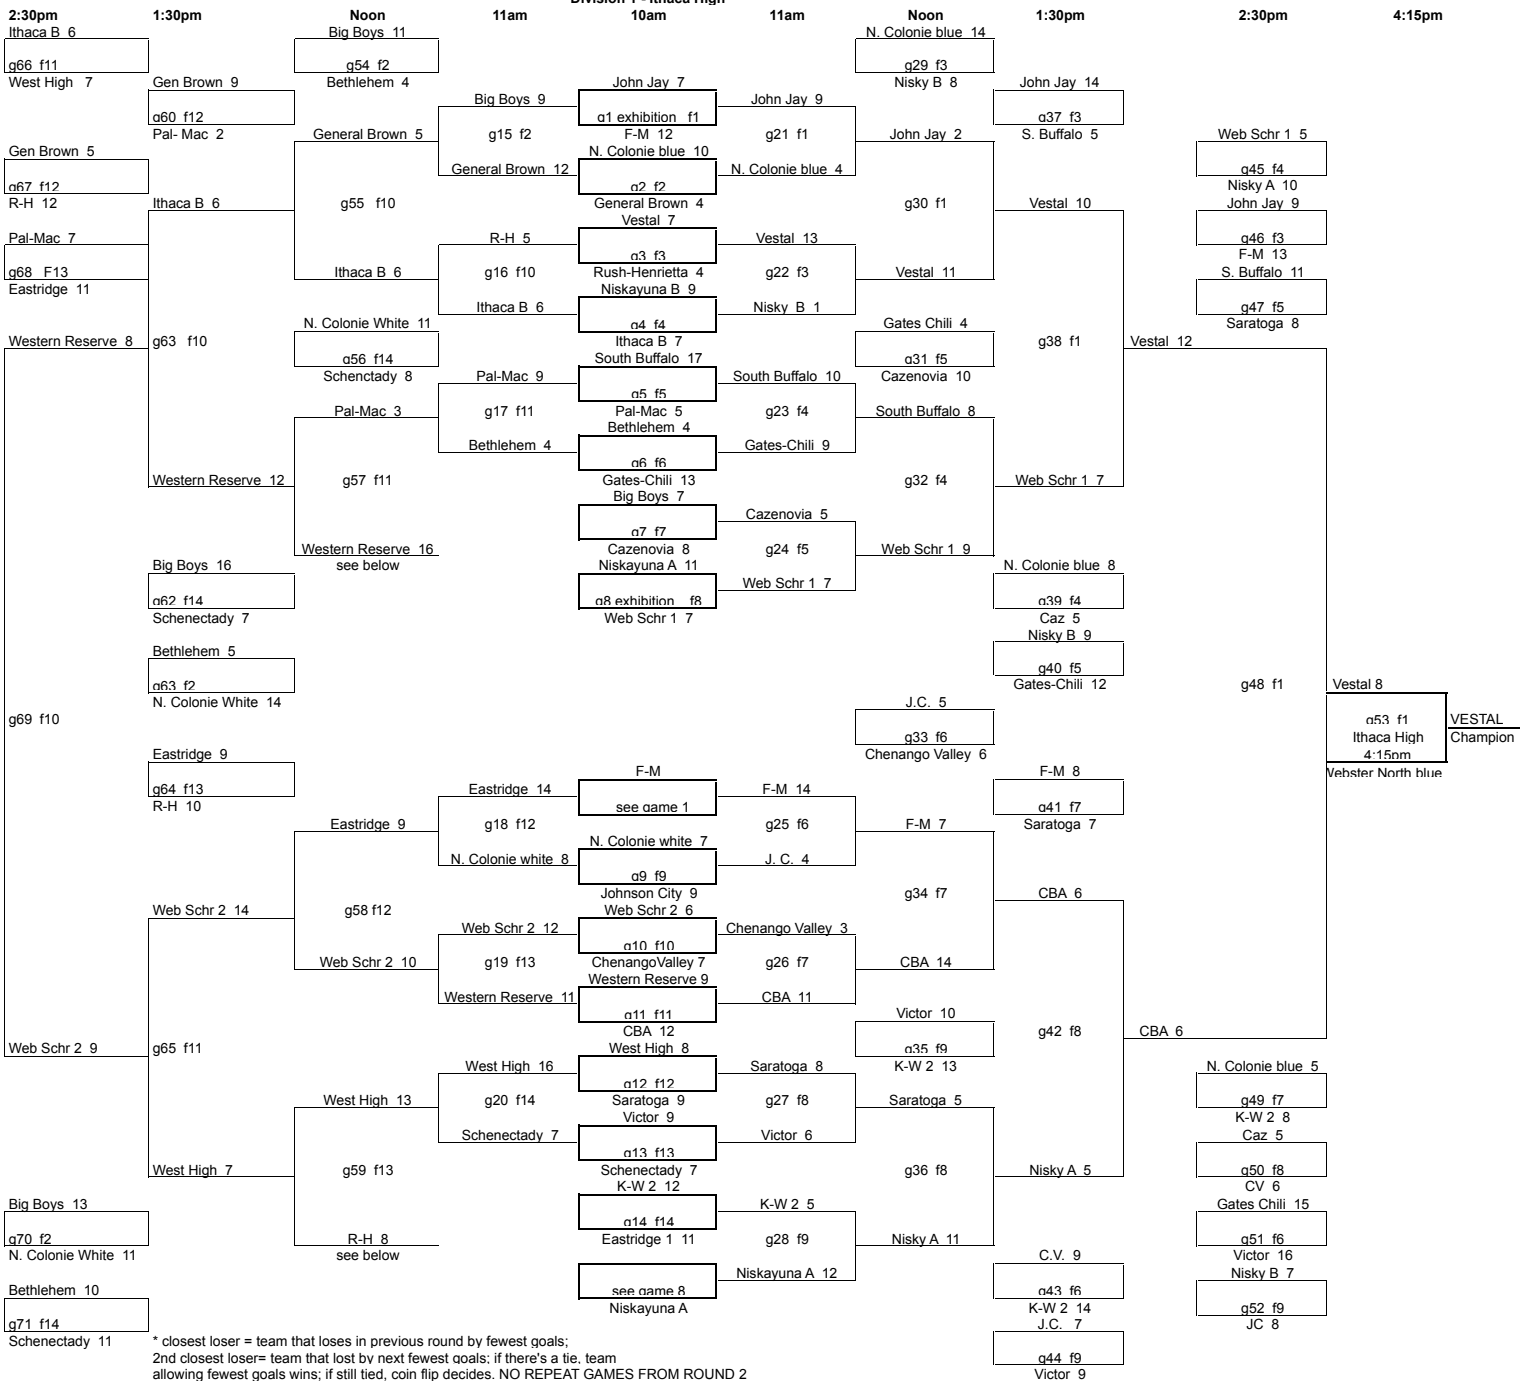 Division 1 - Ithaca High
2:30pm 1:30pm Noon 11am 10am 11am Noon 1:30pm 2:30pm 4:15pm
Ithaca B 6 Big Boys 11 N. Colonie blue 14
g66 f11 g54 f2 g29 f3
West High 7 Gen Brown 9 Bethlehem 4 John Jay 7 Nisky B 8 John Jay 14
Big Boys 9 John Jay 9
g60 f12 g1 exhibition f1 g37 f3
Pal- Mac 2 General Brown 5 g15 f2 F-M 12 g21 f1 John Jay 2 S. Buffalo 5 Web Schr 1 5
Gen Brown 5 N. Colonie blue 10
General Brown 12 N. Colonie blue 4 g45 f4
g67 f12 g2 f2 Nisky A 10
R-H 12 Ithaca B 6 g55 f10 General Brown 4 g30 f1 Vestal 10 John Jay 9
Vestal 7
Pal-Mac 7 R-H 5 Vestal 13 g46 f3
g3 f3 F-M 13
g68 F13 Ithaca B 6 g16 f10 Rush-Henrietta 4 g22 f3 Vestal 11 S. Buffalo 11
Eastridge 11 Niskayuna B 9
Ithaca B 6 Nisky B 1 g47 f5
N. Colonie White 11 g4 f4 Gates Chili 4 Saratoga 8
Western Reserve 8 g63 f10 Ithaca B 7 g38 f1 Vestal 12
g56 f14 South Buffalo 17 g31 f5
Schenctady 8 Pal-Mac 9 South Buffalo 10 Cazenovia 10
g5 f5
Pal-Mac 3 g17 f11 Pal-Mac 5 g23 f4 South Buffalo 8
Bethlehem 4
Bethlehem 4 Gates-Chili 9
g6 f6
Western Reserve 12 g57 f11 Gates-Chili 13 g32 f4 Web Schr 1 7
Big Boys 7
Cazenovia 5
g7 f7
Western Reserve 16 Cazenovia 8 g24 f5 Web Schr 1 9
Big Boys 16 see below Niskayuna A 11 N. Colonie blue 8
Web Schr 1 7
g62 f14 g8 exhibition f8 g39 f4
Schenectady 7 Web Schr 1 7 Caz 5
Nisky B 9
Bethlehem 5
g40 f5
g63 f2 Gates-Chili 12 g48 f1 Vestal 8
N. Colonie White 14 J.C. 5
g69 f10 g53 f1 VESTAL
g33 f6 Ithaca High Champion
Eastridge 9 Chenango Valley 6 4:15pm
F-M F-M 8 Webster North blue
g64 f13 Eastridge 14 F-M 14
R-H 10 see game 1 g41 f7
Eastridge 9 g18 f12 g25 f6 F-M 7 Saratoga 7
N. Colonie white 7
N. Colonie white 8 J. C. 4
g9 f9
Johnson City 9 g34 f7 CBA 6
Web Schr 2 14 g58 f12 Web Schr 2 6
Web Schr 2 12 Chenango Valley 3
g10 f10
Web Schr 2 10 g19 f13 ChenangoValley 7 g26 f7 CBA 14
Western Reserve 9
Western Reserve 11 CBA 11
g11 f11 Victor 10
CBA 12 g42 f8 CBA 6
Web Schr 2 9 g65 f11 West High 8 g35 f9
West High 16 Saratoga 8 K-W 2 13 N. Colonie blue 5
g12 f12
West High 13 g20 f14 Saratoga 9 g27 f8 Saratoga 5 g49 f7
Victor 9 K-W 2 8
Schenectady 7 Victor 6 Caz 5
g13 f13
West High 7 g59 f13 Schenectady 7 g36 f8 Nisky A 5 g50 f8
K-W 2 12 CV 6
Big Boys 13 K-W 2 5 Gates Chili 15
g14 f14
g70 f2 R-H 8 Eastridge 1 11 g28 f9 Nisky A 11 g51 f6
N. Colonie White 11 see below C.V. 9 Victor 16
Niskayuna A 12 Nisky B 7
Bethlehem 10 see game 8 g43 f6
Niskayuna A K-W 2 14 g52 f9
g71 f14 J.C. 7 JC 8
Schenectady 11 * closest loser = team that loses in previous round by fewest goals;
2nd closest loser= team that lost by next fewest goals; if there's a tie, team g44 f9
allowing fewest goals wins; if still tied, coin flip decides. NO REPEAT GAMES FROM ROUND 2 Victor 9